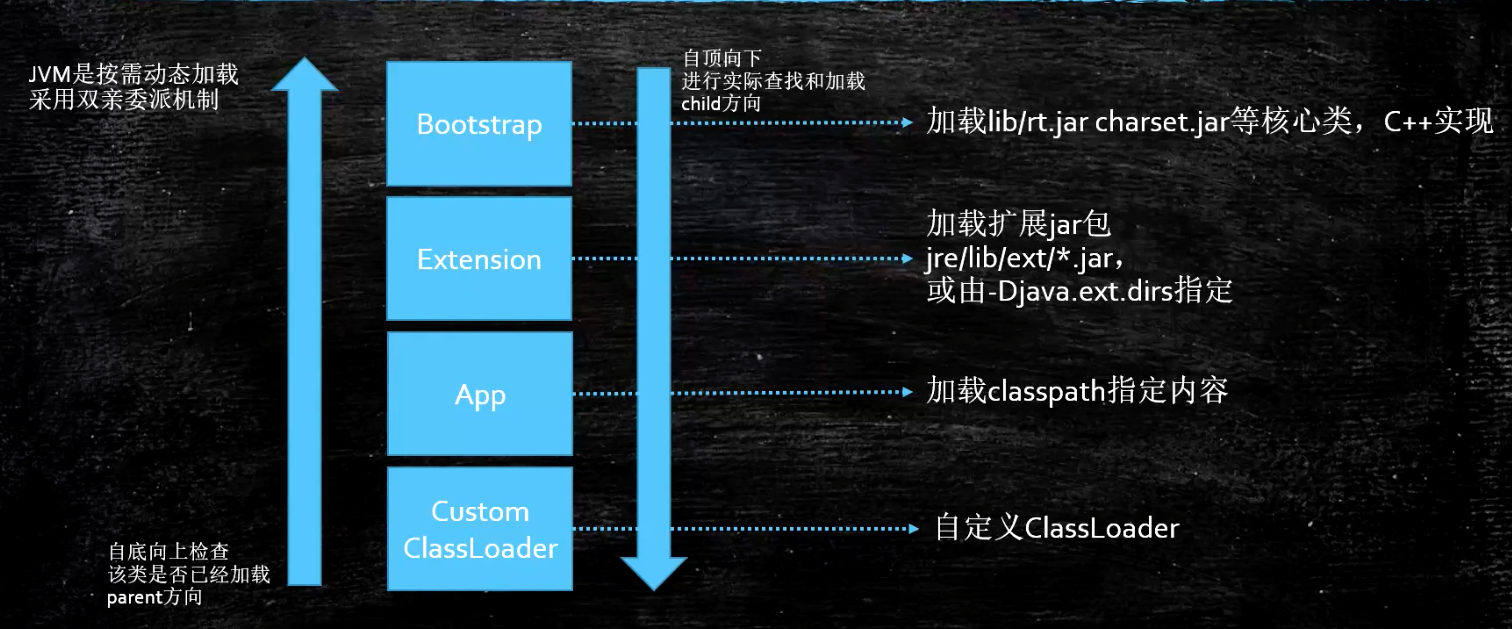 JVM是按需动态加载
采用双亲委派机制
自顶向下
进行实际查找和加载
child方向
Bootstrap
加载lib/rt.jar charset.jar等核心类，C++实现
Extension
加载扩展jar包
jre/lib/ext/*.jar，
或由-Djava.ext.dirs指定
App
加载classpath指定内容
Custom
ClassLoader
自定义ClassLoader
自底向上检查
该类是否已经加载
parent方向